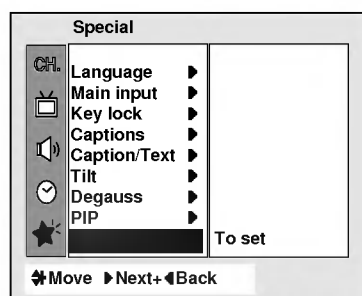 Special
CH.
Language
Main input
Key lock
Captions
Caption/Text
Tilt
Degauss
PIP
To set
Move Next+ Back